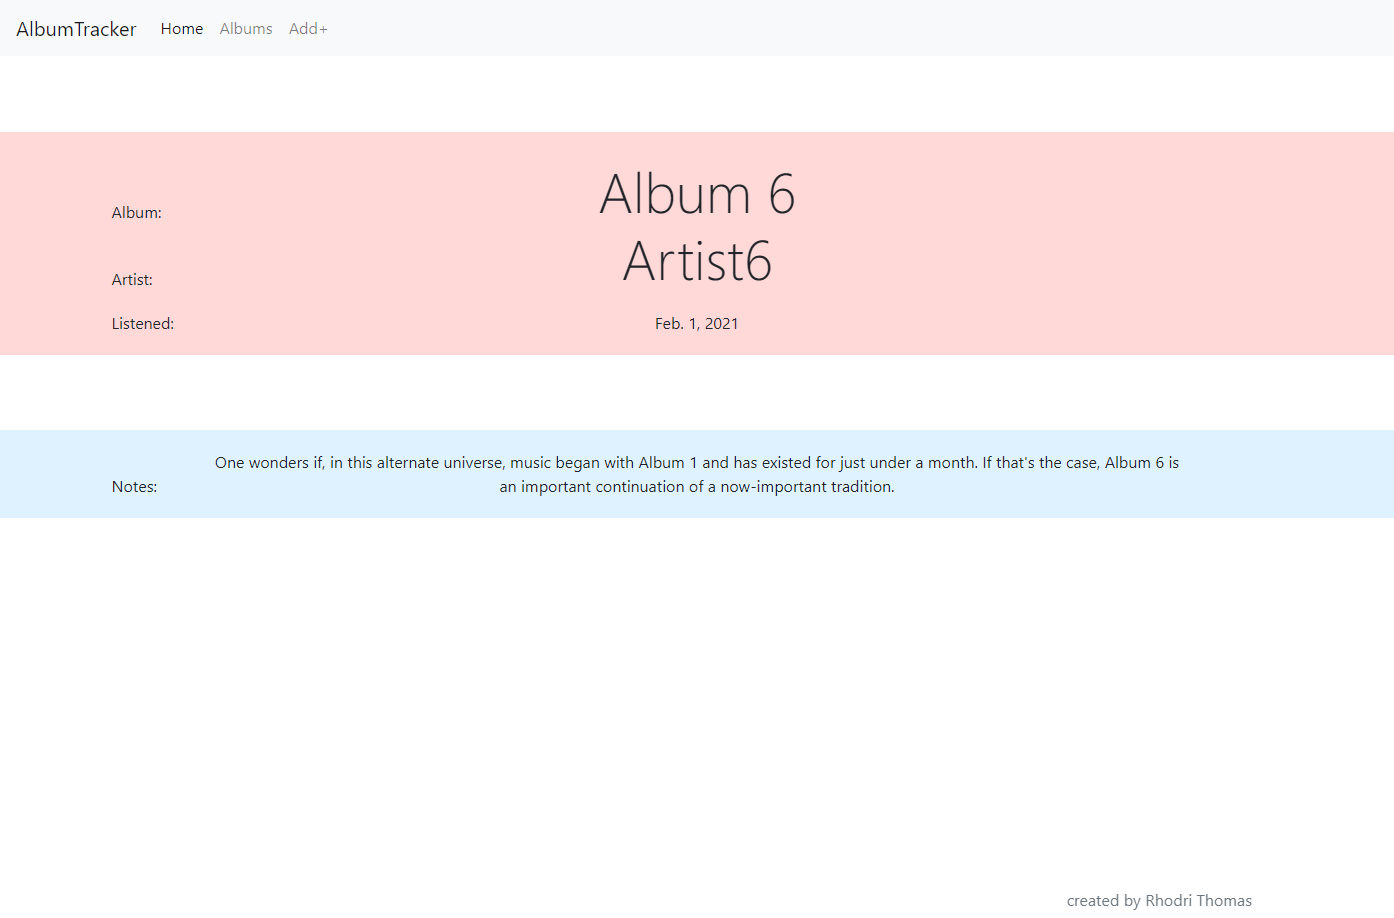 AlbumTracker Home Albums Add+
Album: Album 6
Artist: Artist6
Listened: Feb. 1, 2021
One wonders if, in this alternate universe, music began with Album 1 and has existed for just under a month. If that's the case, Album 6 is
Notes: an important continuation of a now-important tradition.
created by Rhodri Thomas